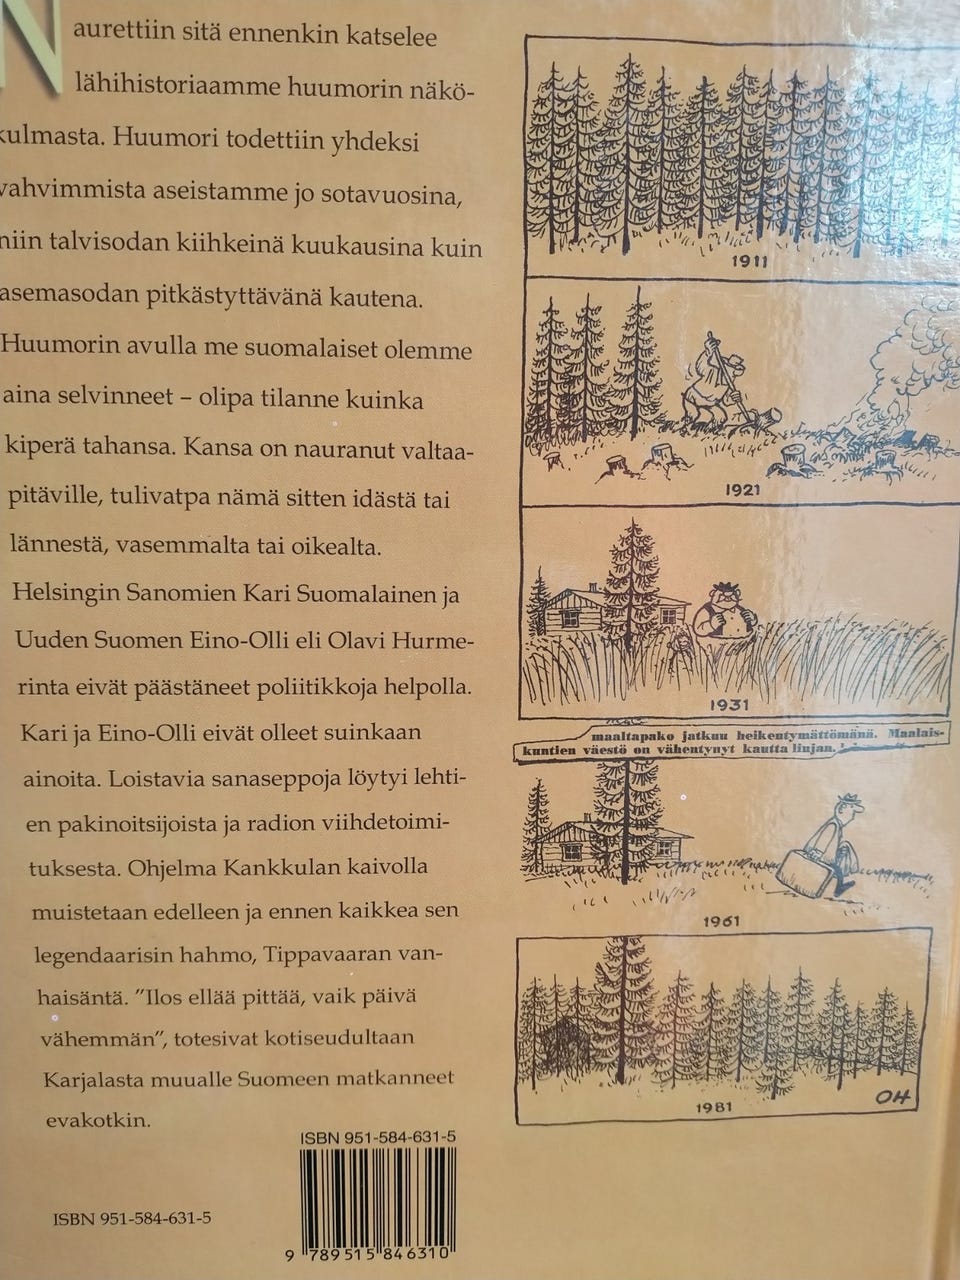 Naurettiin sitä ennenkin katselee
lähihistoriaamme huumorin näkö-
kulmasta. Huumori todettiin yhdeksi
vahvimmista aseistamme jo sotavuosina,
niin talvisodan kiihkeinä kuukausina kuin
asemasodan pitkästyttävänä kautena.
Huumorin avulla me suomalaiset olemme
aina selvinneet – olipa tilanne kuinka
kiperä tahansa. Kansa on nauranut valtaa-
pitäville, tulivatpa nämä sitten idästä tai
lännestä, vasemmalta tai oikealta.
Helsingin Sanomien Kari Suomalainen ja
Uuden Suomen Eino-Olli eli Olavi Hurme-
rinta eivät päästäneet poliitikkoja helpolla.
Kari ja Eino-Olli eivät olleet suinkaan
ainoita. Loistavia sanaseppoja löytyi lehti-
en pakinoitsijoista ja radion viihdetoimi-
tuksesta. Ohjelma Kankkulan kaivolla
muistetaan edelleen ja ennen kaikkea sen
legendaarisin hahmo, Tippavaaran van-
haisäntä. "Ilos ellää pittää, vaik päivä
vähemmän", totesivat kotiseudultaan
Karjalasta muualle Suomeen matkanneet
evakotkin.
ISBN 951-584-631-5
ISBN 951-584-631-5
9 789515 846310
1911
1921
1931
maaltapako jatkuu heikentymättömänä. Maalais-
kuntien väestö on vähentynyt kautta linjan.
1961
1981
OH